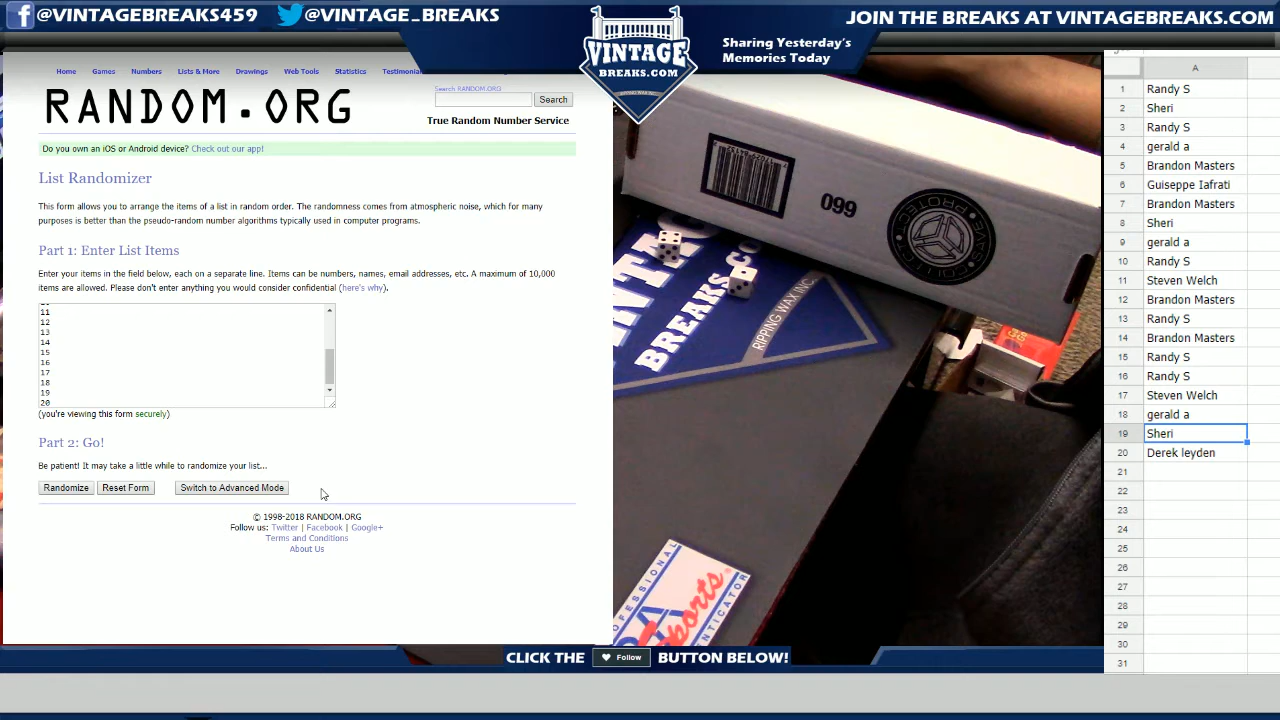 @VINTAGEBREAKS459 @VINTAGE_BREAKS
JOIN THE BREAKS AT VINTAGEBREAKS.COM
VINTAGE
BREAKS.COM
Sharing Yesterday's
Memories Today
Home Games Numbers Lists & More Drawings Web Tools Statistics
RANDOM.ORG
Search RANDOM.ORG
Search
True Random Number Service
Do you own an iOS or Android device? Check out our app!
List Randomizer
This form allows you to arrange the items of a list in random order. The randomness comes from atmospheric noise, which for many
purposes is better than the pseudo-random number algorithms typically used in computer programs.
Part 1: Enter List Items
Enter your items in the field below, each on a separate line. Items can be numbers, names, email addresses, etc. A maximum of 10,000
items are allowed. Please don't enter anything you would consider confidential (here's why).
11
12
13
14
15
16
17
18
19
20
(you're viewing this form securely)
Part 2: Go!
Be patient! It may take a little while to randomize your list...
Randomize Reset Form Switch to Advanced Mode
© 1998-2018 RANDOM.ORG
Follow us: Twitter | Facebook | Google+
Terms and Conditions
About Us
099
BREAKS.CO
RIPPING WAX INC
CLICK THE Follow BUTTON BELOW!
A
1 Randy S
2 Sheri
3 Randy S
4 gerald a
5 Brandon Masters
6 Guiseppe Iafrati
7 Brandon Masters
8 Sheri
9 gerald a
10 Randy S
11 Steven Welch
12 Brandon Masters
13 Randy S
14 Brandon Masters
15 Randy S
16 Randy S
17 Steven Welch
18 gerald a
19 Sheri
20 Derek leyden
21
22
23
24
25
26
27
28
29
30
31